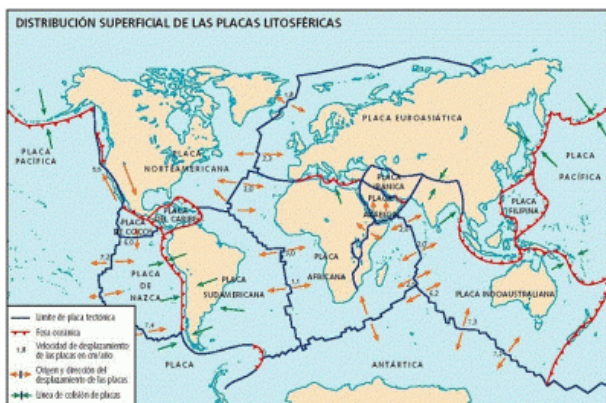 DISTRIBUCIÓN SUPERFICIAL DE LAS PLACAS LITOSFÉRICAS
PLACA EUROASIÁTICA
PLACA
PACÍFICA
PLACA
NORTEAMERICANA
PLACA
IRÁNICA
PLACA
PACÍFICA
PLACA
ARÁBIGA
PLACA
FILIPINA
PLACA
DEL CARIBE
PLACA
DE COCOS
PLACA
DE
NAZCA
PLACA
SUDAMERICANA
PLACA
AFRICANA
PLACA INDOAUSTRALIANA
PLACA
ANTÁRTICA
7,4
Límite de placa tectónica
Fosa oceánica
Velocidad de desplazamiento
de las placas en cm/año
Origen y dirección del
desplazamiento de las placas
Línea de colisión de placas